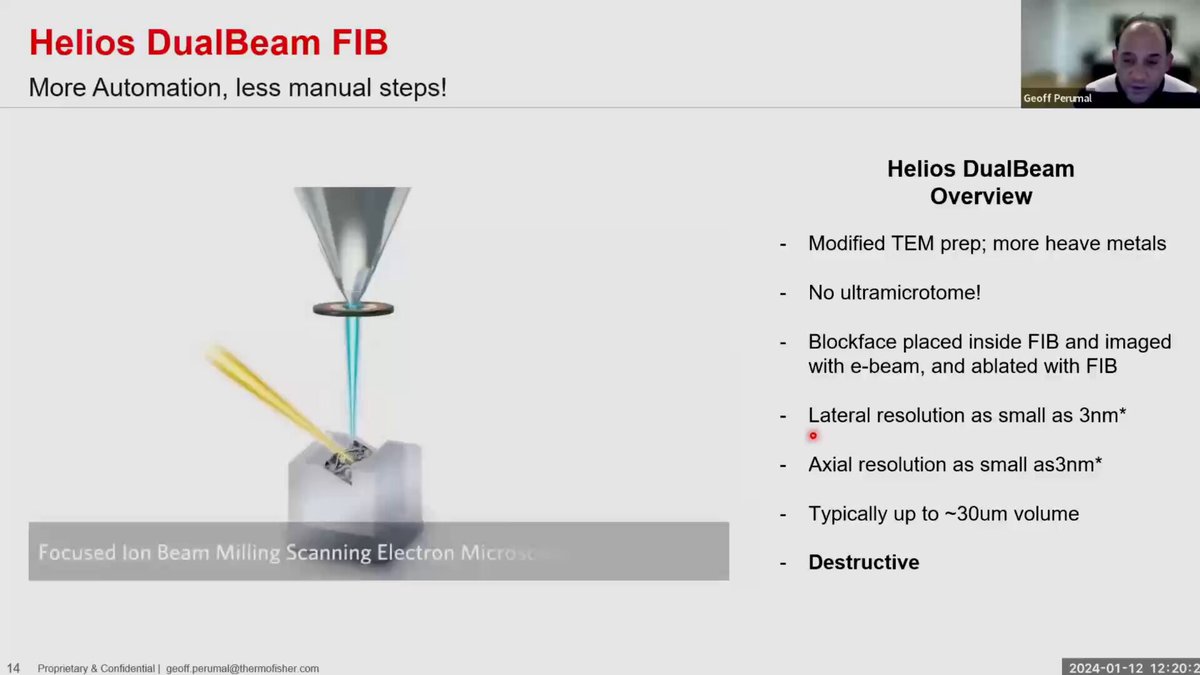 Helios DualBeam FIB
More Automation, less manual steps!
Geoff Perumal
Helios DualBeam
Overview
- Modified TEM prep; more heave metals
- No ultramicrotome!
- Blockface placed inside FIB and imaged
with e-beam, and ablated with FIB
- Lateral resolution as small as 3nm*
- Axial resolution as small as3nm*
- Typically up to ~30um volume
- Destructive
Focused Ion Beam Milling Scanning Electron
14 Proprietary & Confidential | geoff.perumal@thermofisher.com
2024-01-12 12:20:2